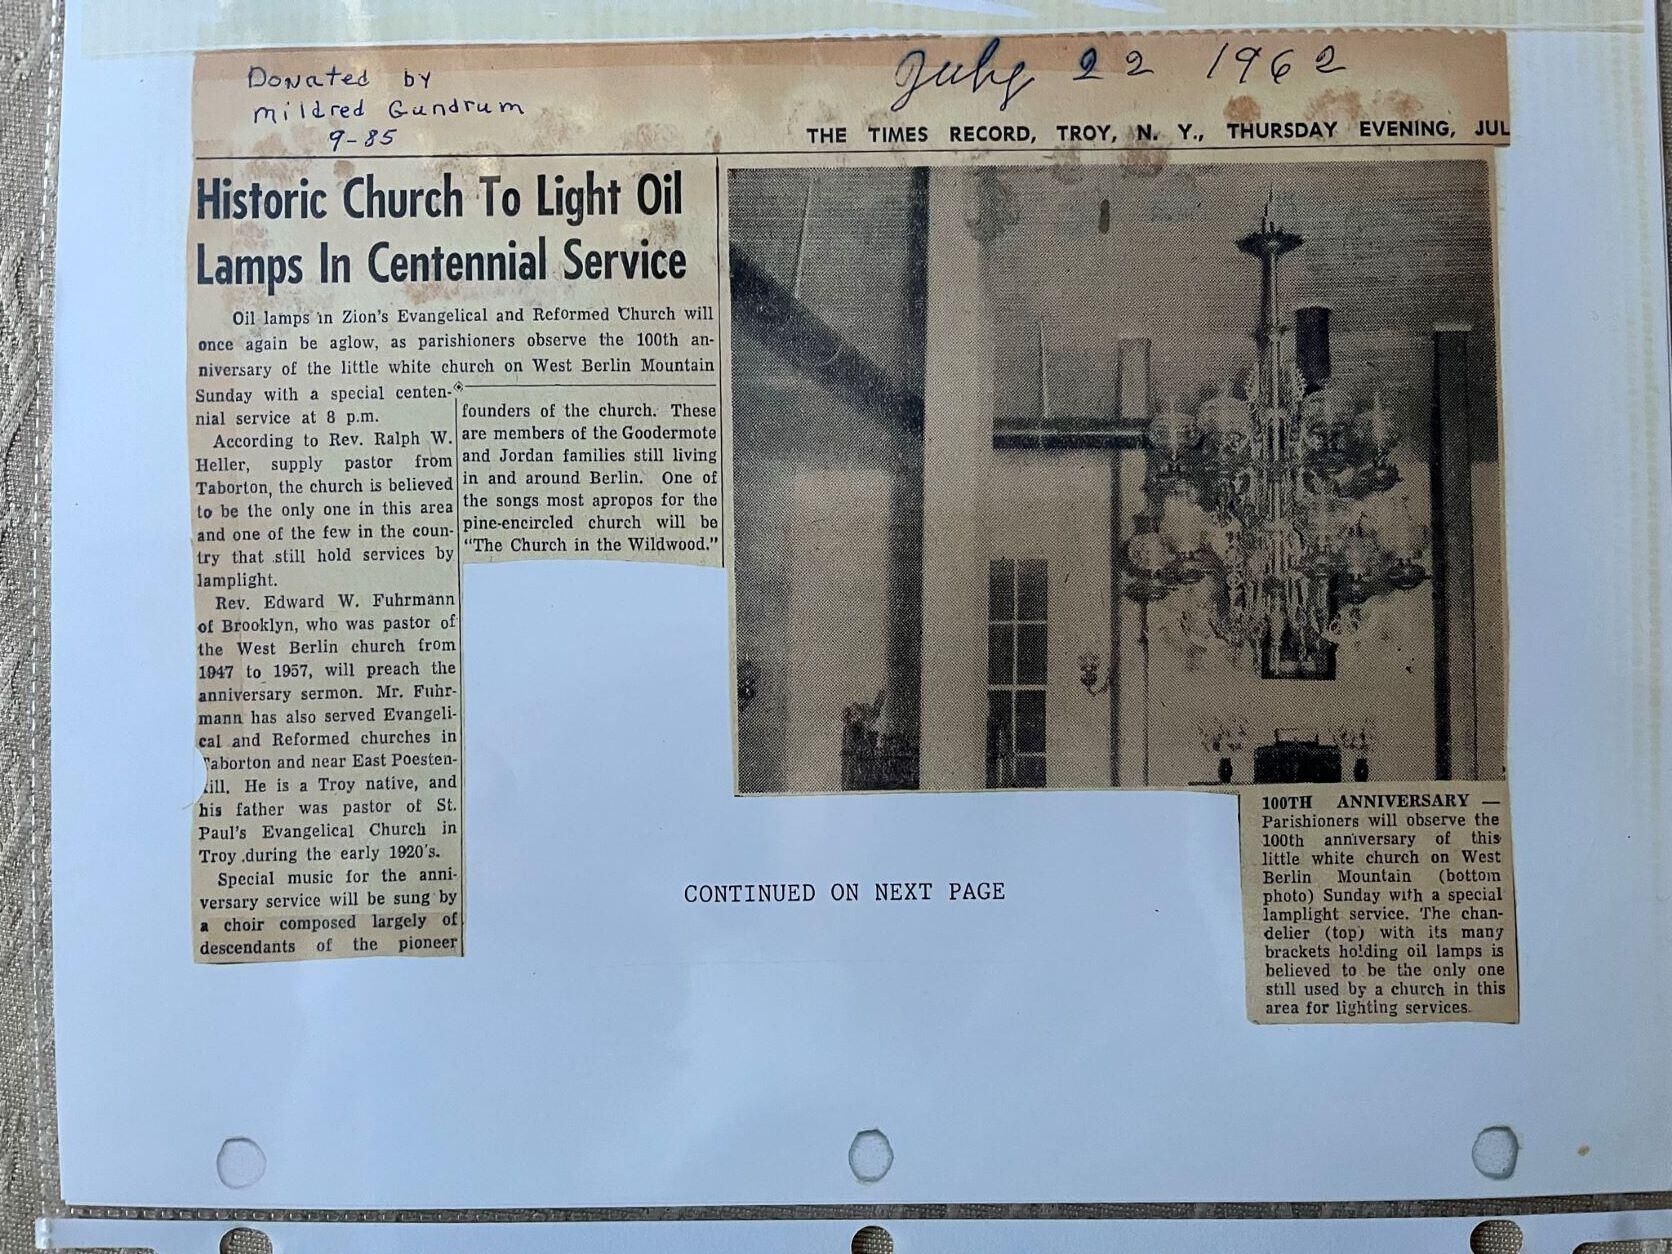 Donated by
Mildred Gundrum
9-85
July 22 1962
THE TIMES RECORD, TROY, N. Y., THURSDAY EVENING, JUL
Historic Church To Light Oil
Lamps In Centennial Service
Oil lamps in Zion's Evangelical and Reformed Church will
once again be aglow, as parishioners observe the 100th an-
niversary of the little white church on West Berlin Mountain
Sunday with a special centen-
nial service at 8 p.m.
According to Rev. Ralph W.
Heller, supply pastor from
Taborton, the church is believed
to be the only one in this area
and one of the few in the coun-
try that still hold services by
lamplight.
Rev. Edward W. Fuhrmann
of Brooklyn, who was pastor of
the West Berlin church from
1947 to 1957, will preach the
anniversary sermon. Mr. Fuhr-
mann has also served Evangeli-
cal and Reformed churches in
Taborton and near East Poesten-
kill. He is a Troy native, and
his father was pastor of St.
Paul's Evangelical Church in
Troy during the early 1920's.
Special music for the anni-
versary service will be sung by
a choir composed largely of
descendants of the pioneer
founders of the church. These
are members of the Goodermote
and Jordan families still living
in and around Berlin. One of
the songs most apropos for the
pine-encircled church will be
"The Church in the Wildwood."
100TH ANNIVERSARY —
Parishioners will observe the
100th anniversary of this
little white church on West
Berlin Mountain (bottom
photo) Sunday with a special
lamplight service. The chan-
delier (top) with its many
brackets holding oil lamps is
believed to be the only one
still used by a church in this
area for lighting services.
CONTINUED ON NEXT PAGE